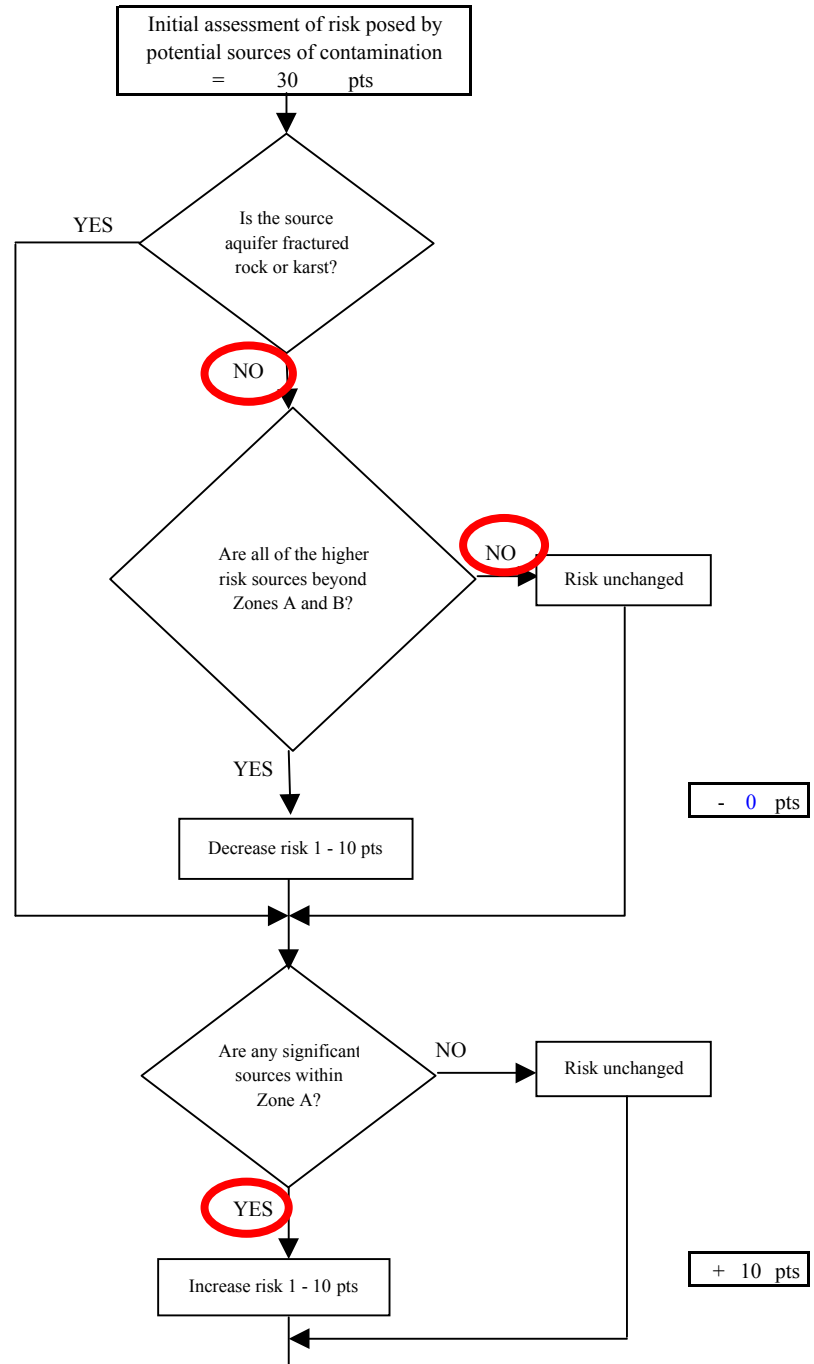 Initial assessment of risk posed by
potential sources of contamination
= 30 pts
YES
Is the source
aquifer fractured
rock or karst?
NO
Are all of the higher
risk sources beyond
Zones A and B?
NO
Risk unchanged
YES
- 0 pts
Decrease risk 1 - 10 pts
Are any significant
sources within
Zone A?
NO
Risk unchanged
YES
+ 10 pts
Increase risk 1 - 10 pts